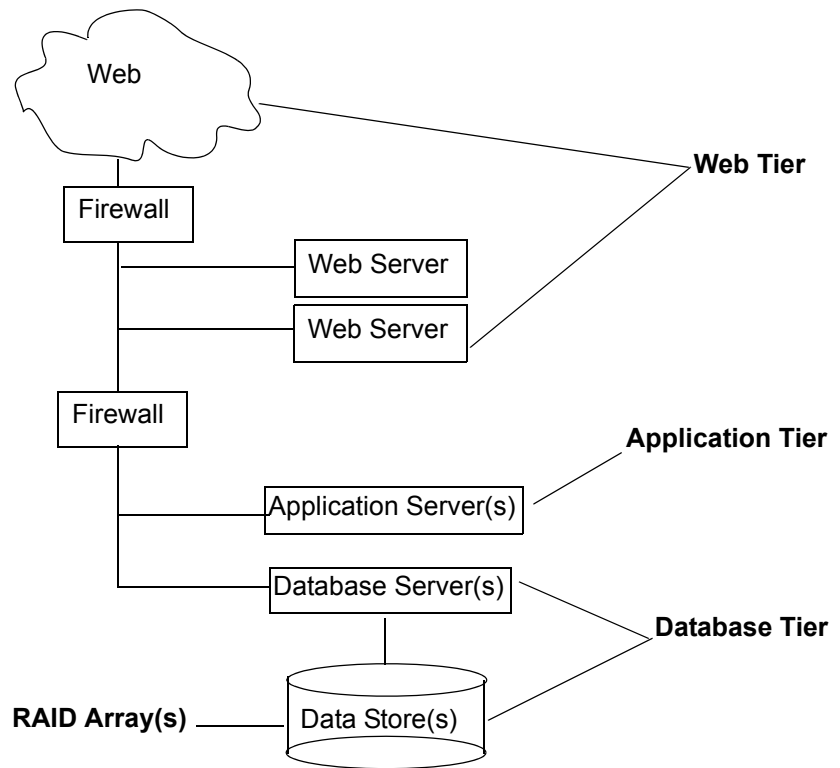 Web
Web Tier
Firewall
Web Server
Web Server
Firewall
Application Tier
Application Server(s)
Database Server(s)
Database Tier
RAID Array(s)
Data Store(s)